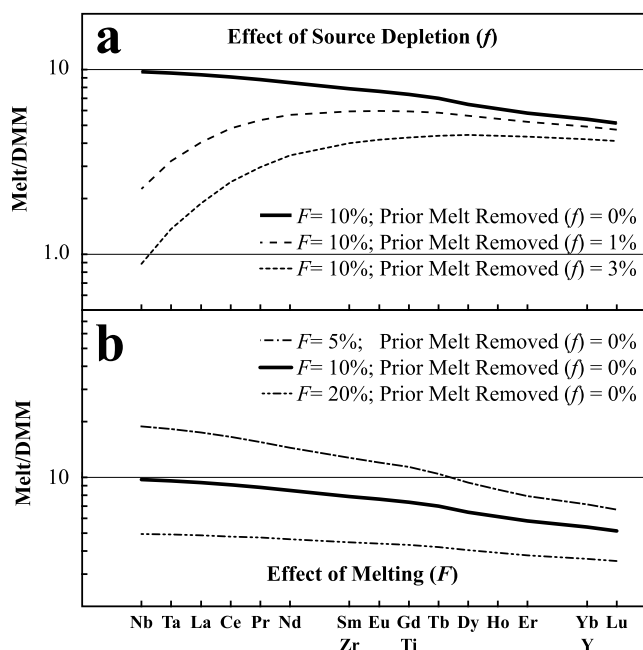 a
Effect of Source Depletion (f)
10
Melt/DMM
F= 10%; Prior Melt Removed (f) = 0%
F= 10%; Prior Melt Removed (f) = 1%
1.0
F= 10%; Prior Melt Removed (f) = 3%
b
F= 5%; Prior Melt Removed (f) = 0%
F= 10%; Prior Melt Removed (f) = 0%
F= 20%; Prior Melt Removed (f) = 0%
Melt/DMM
10
Effect of Melting (F)
Nb Ta La Ce Pr Nd Sm Eu Gd Tb Dy Ho Er Yb Lu
Zr Ti Y